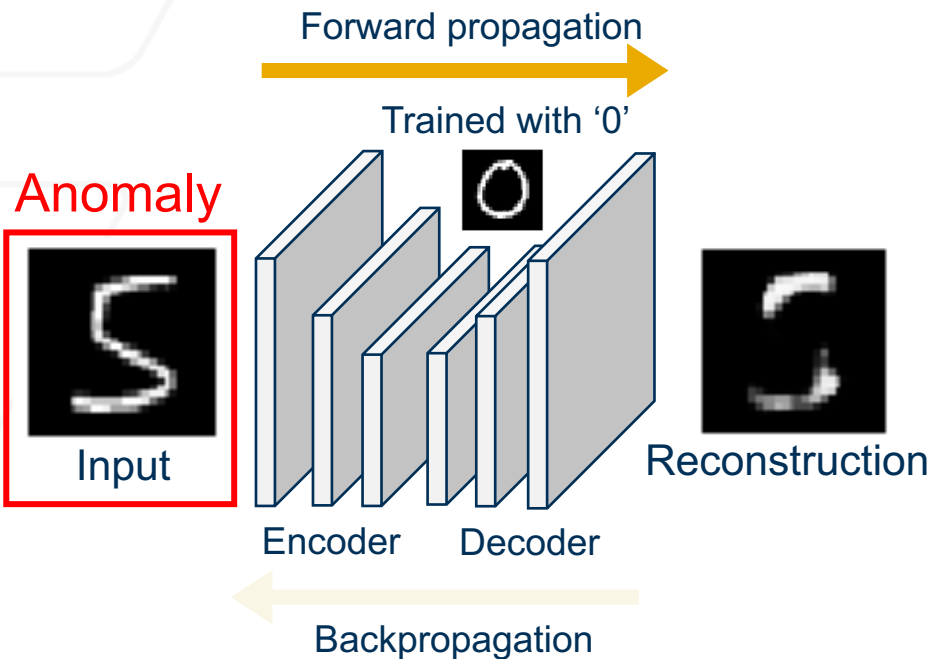 Forward propagation
Trained with ‘0’
Anomaly
Input
Reconstruction
Encoder
Decoder
Backpropagation